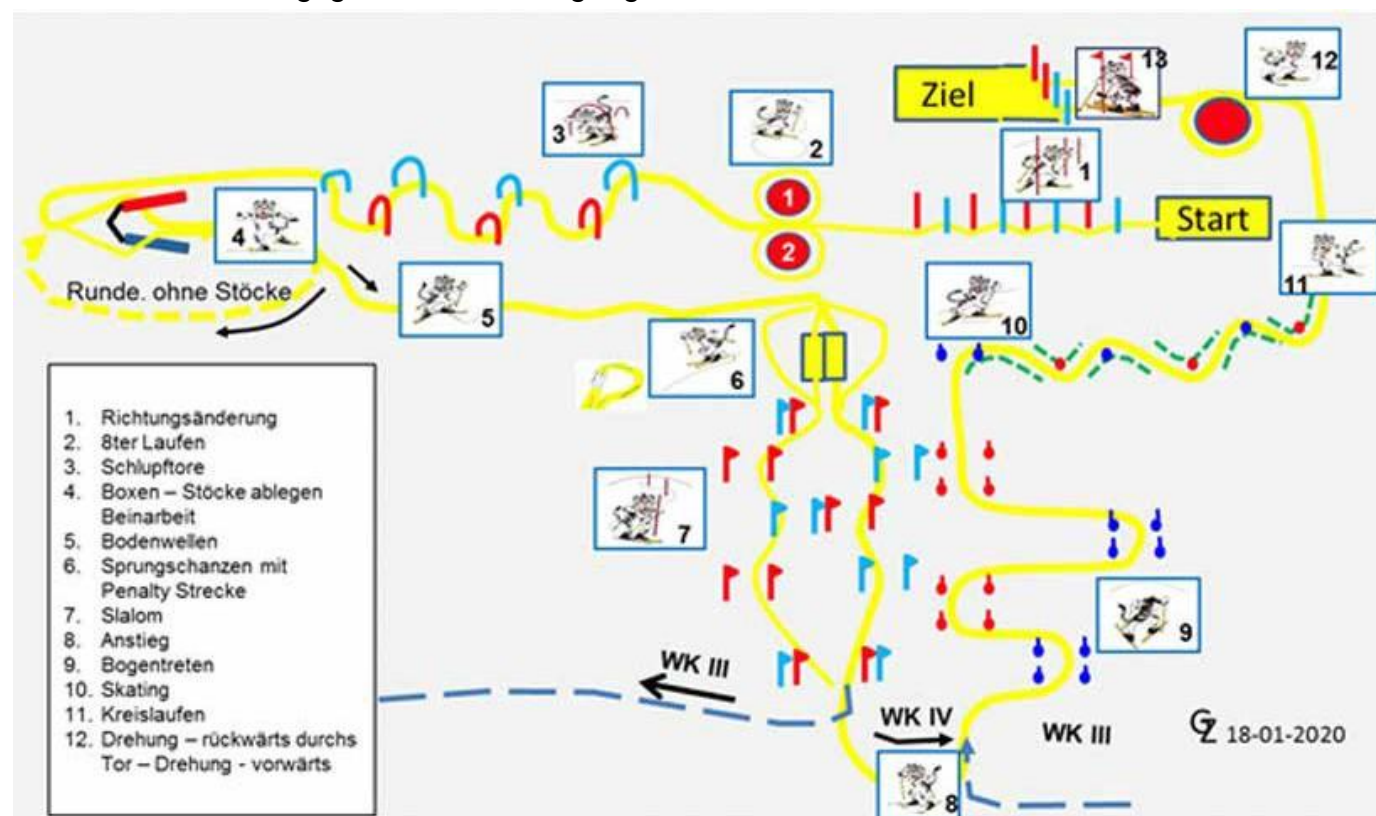 3
2
Ziel
13
12
1
1
4
2
Start
11
Runde. ohne Stöcke
5
10
6
1. Richtungsänderung
2. 8ter Laufen
3. Schlupftore
4. Boxen – Stöcke ablegen
Beinarbeit
5. Bodenwellen
6. Sprungschanzen mit
Penalty Strecke
7. Slalom
8. Anstieg
9. Bogentreten
10. Skating
11. Kreislaufen
12. Drehung – rückwärts durchs
Tor – Drehung - vorwärts
7
9
WK III
WK IV
WK III
GZ 18-01-2020
8